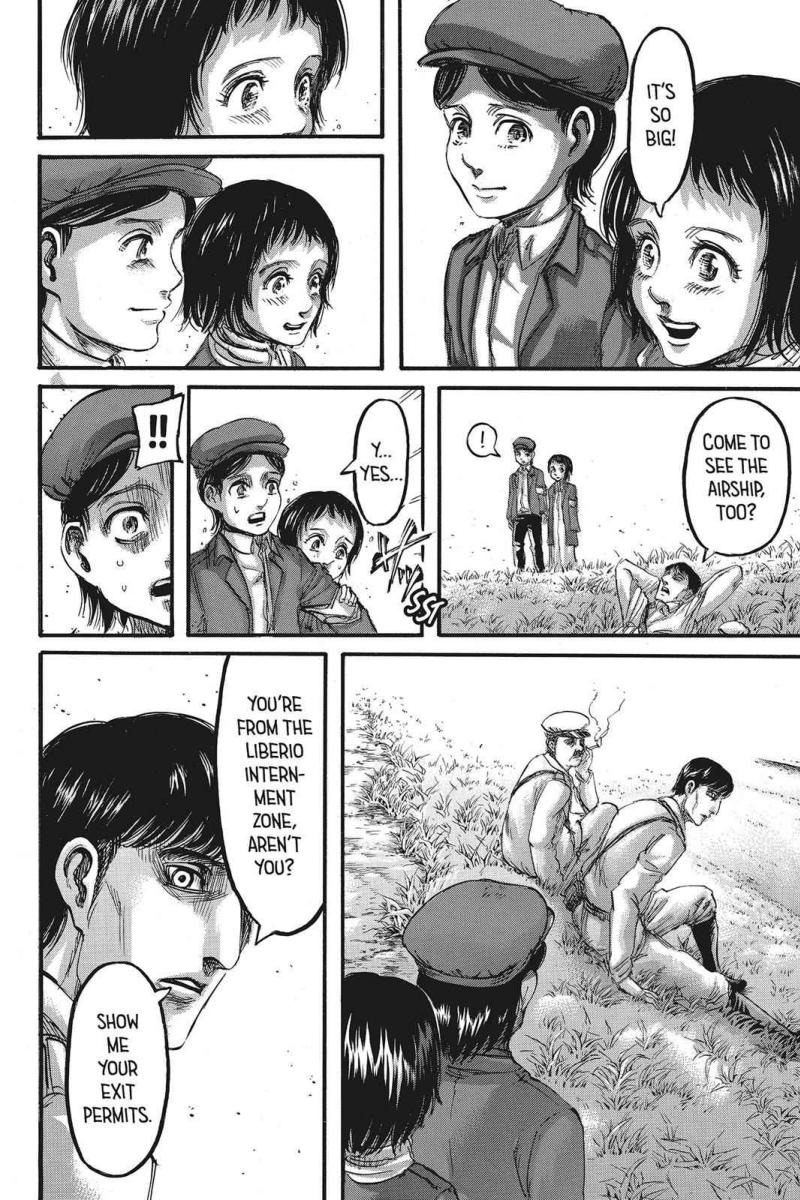 IT'S
SO
BIG!
COME TO
SEE THE
AIRSHIP,
TOO?
!
Y...
YES...
!!
YOU'RE
FROM THE
LIBERIO
INTERN-
MENT
ZONE,
AREN'T
YOU?
SHOW
ME
YOUR
EXIT
PERMITS.